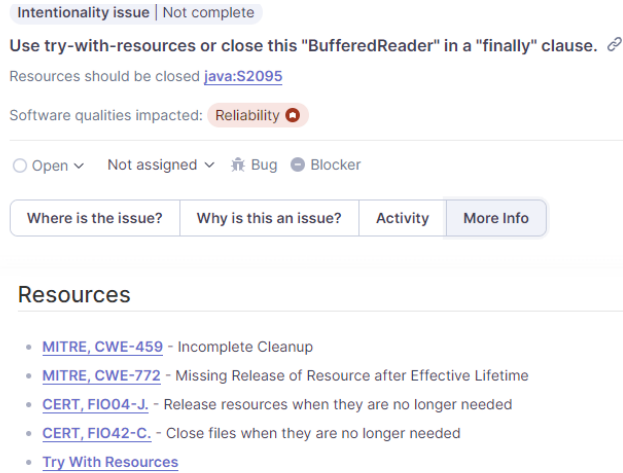 Intentionality issue | Not complete
Use try-with-resources or close this "BufferedReader" in a "finally" clause.
Resources should be closed java:S2095
Software qualities impacted: Reliability
Open Not assigned Bug Blocker
Where is the issue? Why is this an issue? Activity More Info
Resources
• MITRE, CWE-459 - Incomplete Cleanup
• MITRE, CWE-772 - Missing Release of Resource after Effective Lifetime
• CERT, FIO04-J. - Release resources when they are no longer needed
• CERT, FIO42-C. - Close files when they are no longer needed
• Try With Resources